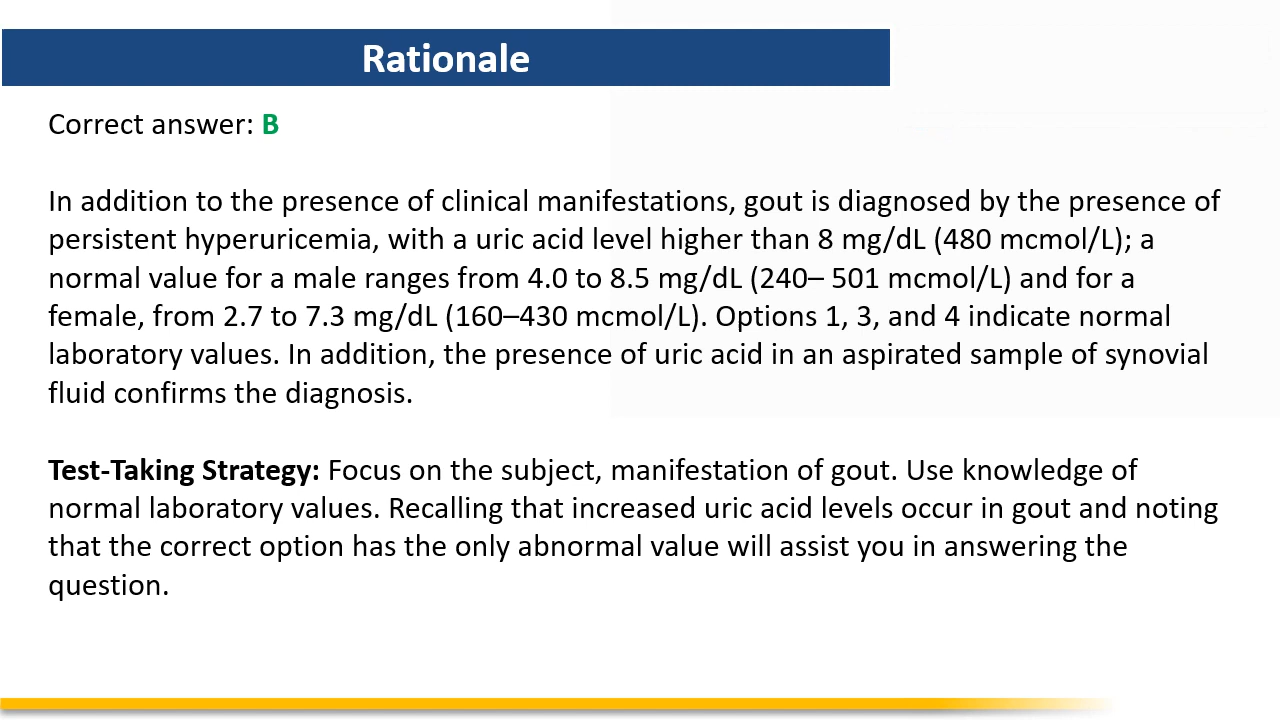 Rationale
Correct answer: B
In addition to the presence of clinical manifestations, gout is diagnosed by the presence of
persistent hyperuricemia, with a uric acid level higher than 8 mg/dL (480 mcmol/L); a
normal value for a male ranges from 4.0 to 8.5 mg/dL (240– 501 mcmol/L) and for a
female, from 2.7 to 7.3 mg/dL (160–430 mcmol/L). Options 1, 3, and 4 indicate normal
laboratory values. In addition, the presence of uric acid in an aspirated sample of synovial
fluid confirms the diagnosis.
Test-Taking Strategy: Focus on the subject, manifestation of gout. Use knowledge of
normal laboratory values. Recalling that increased uric acid levels occur in gout and noting
that the correct option has the only abnormal value will assist you in answering the
question.